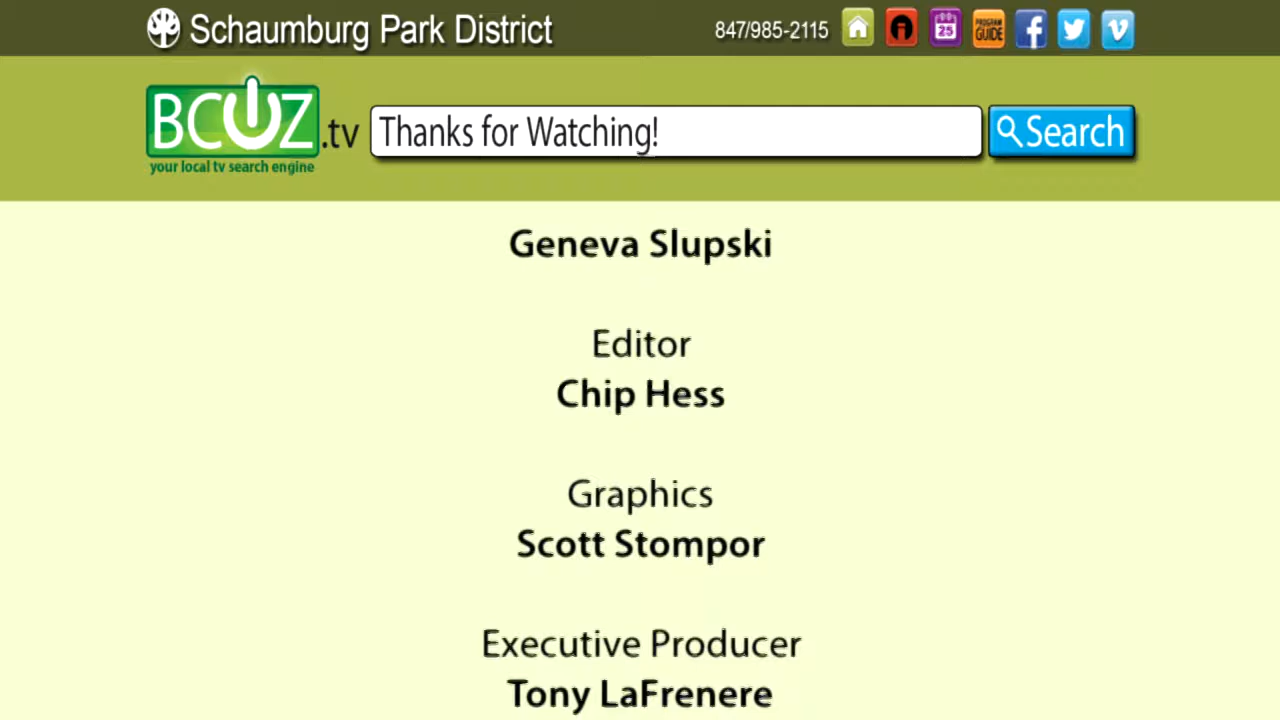 Schaumburg Park District
847/985-2115
25
PROGRAM
GUIDE
BCUZ.tv
your local tv search engine
Thanks for Watching!
Search
Geneva Slupski
Editor
Chip Hess
Graphics
Scott Stompor
Executive Producer
Tony LaFrenere